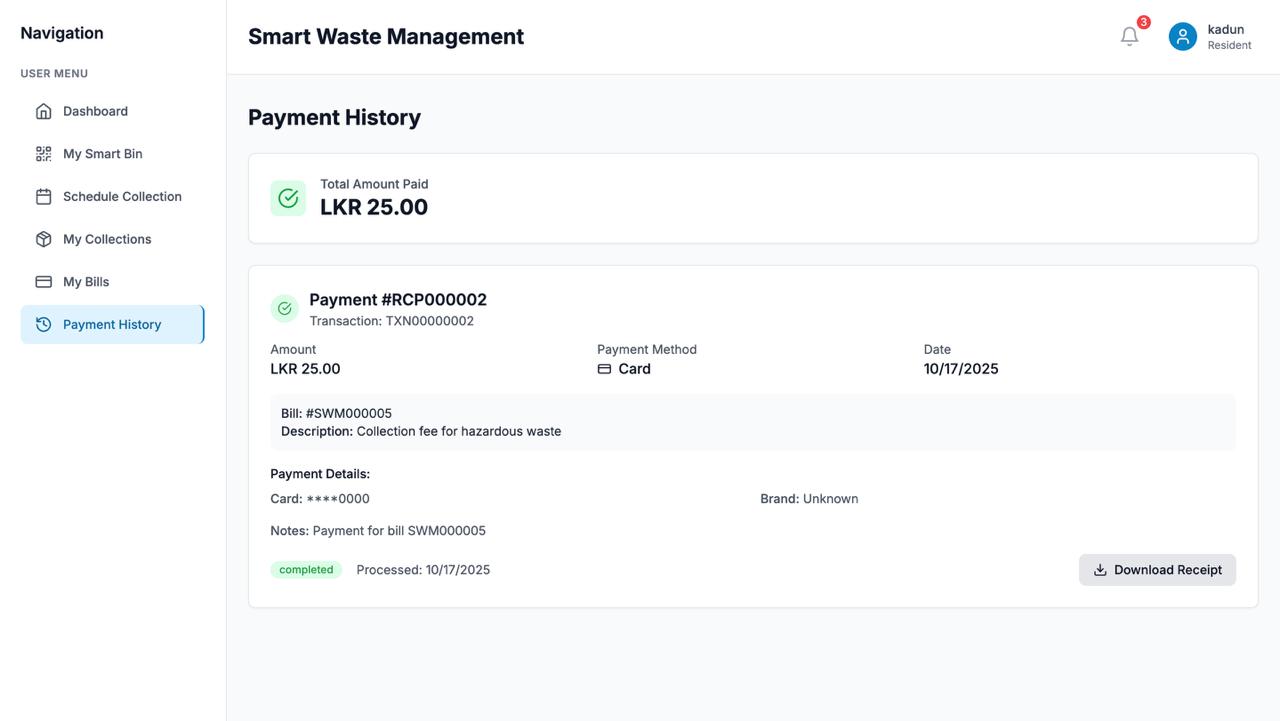 Navigation
USER MENU
Dashboard
My Smart Bin
Schedule Collection
My Collections
My Bills
Payment History
Smart Waste Management
3
kadun
Resident
Payment History
Total Amount Paid
LKR 25.00
Payment #RCP000002
Transaction: TXN00000002
Amount
LKR 25.00
Payment Method
Card
Date
10/17/2025
Bill: #SWM000005
Description: Collection fee for hazardous waste
Payment Details:
Card: ****0000
Brand: Unknown
Notes: Payment for bill SWM000005
completed
Processed: 10/17/2025
Download Receipt